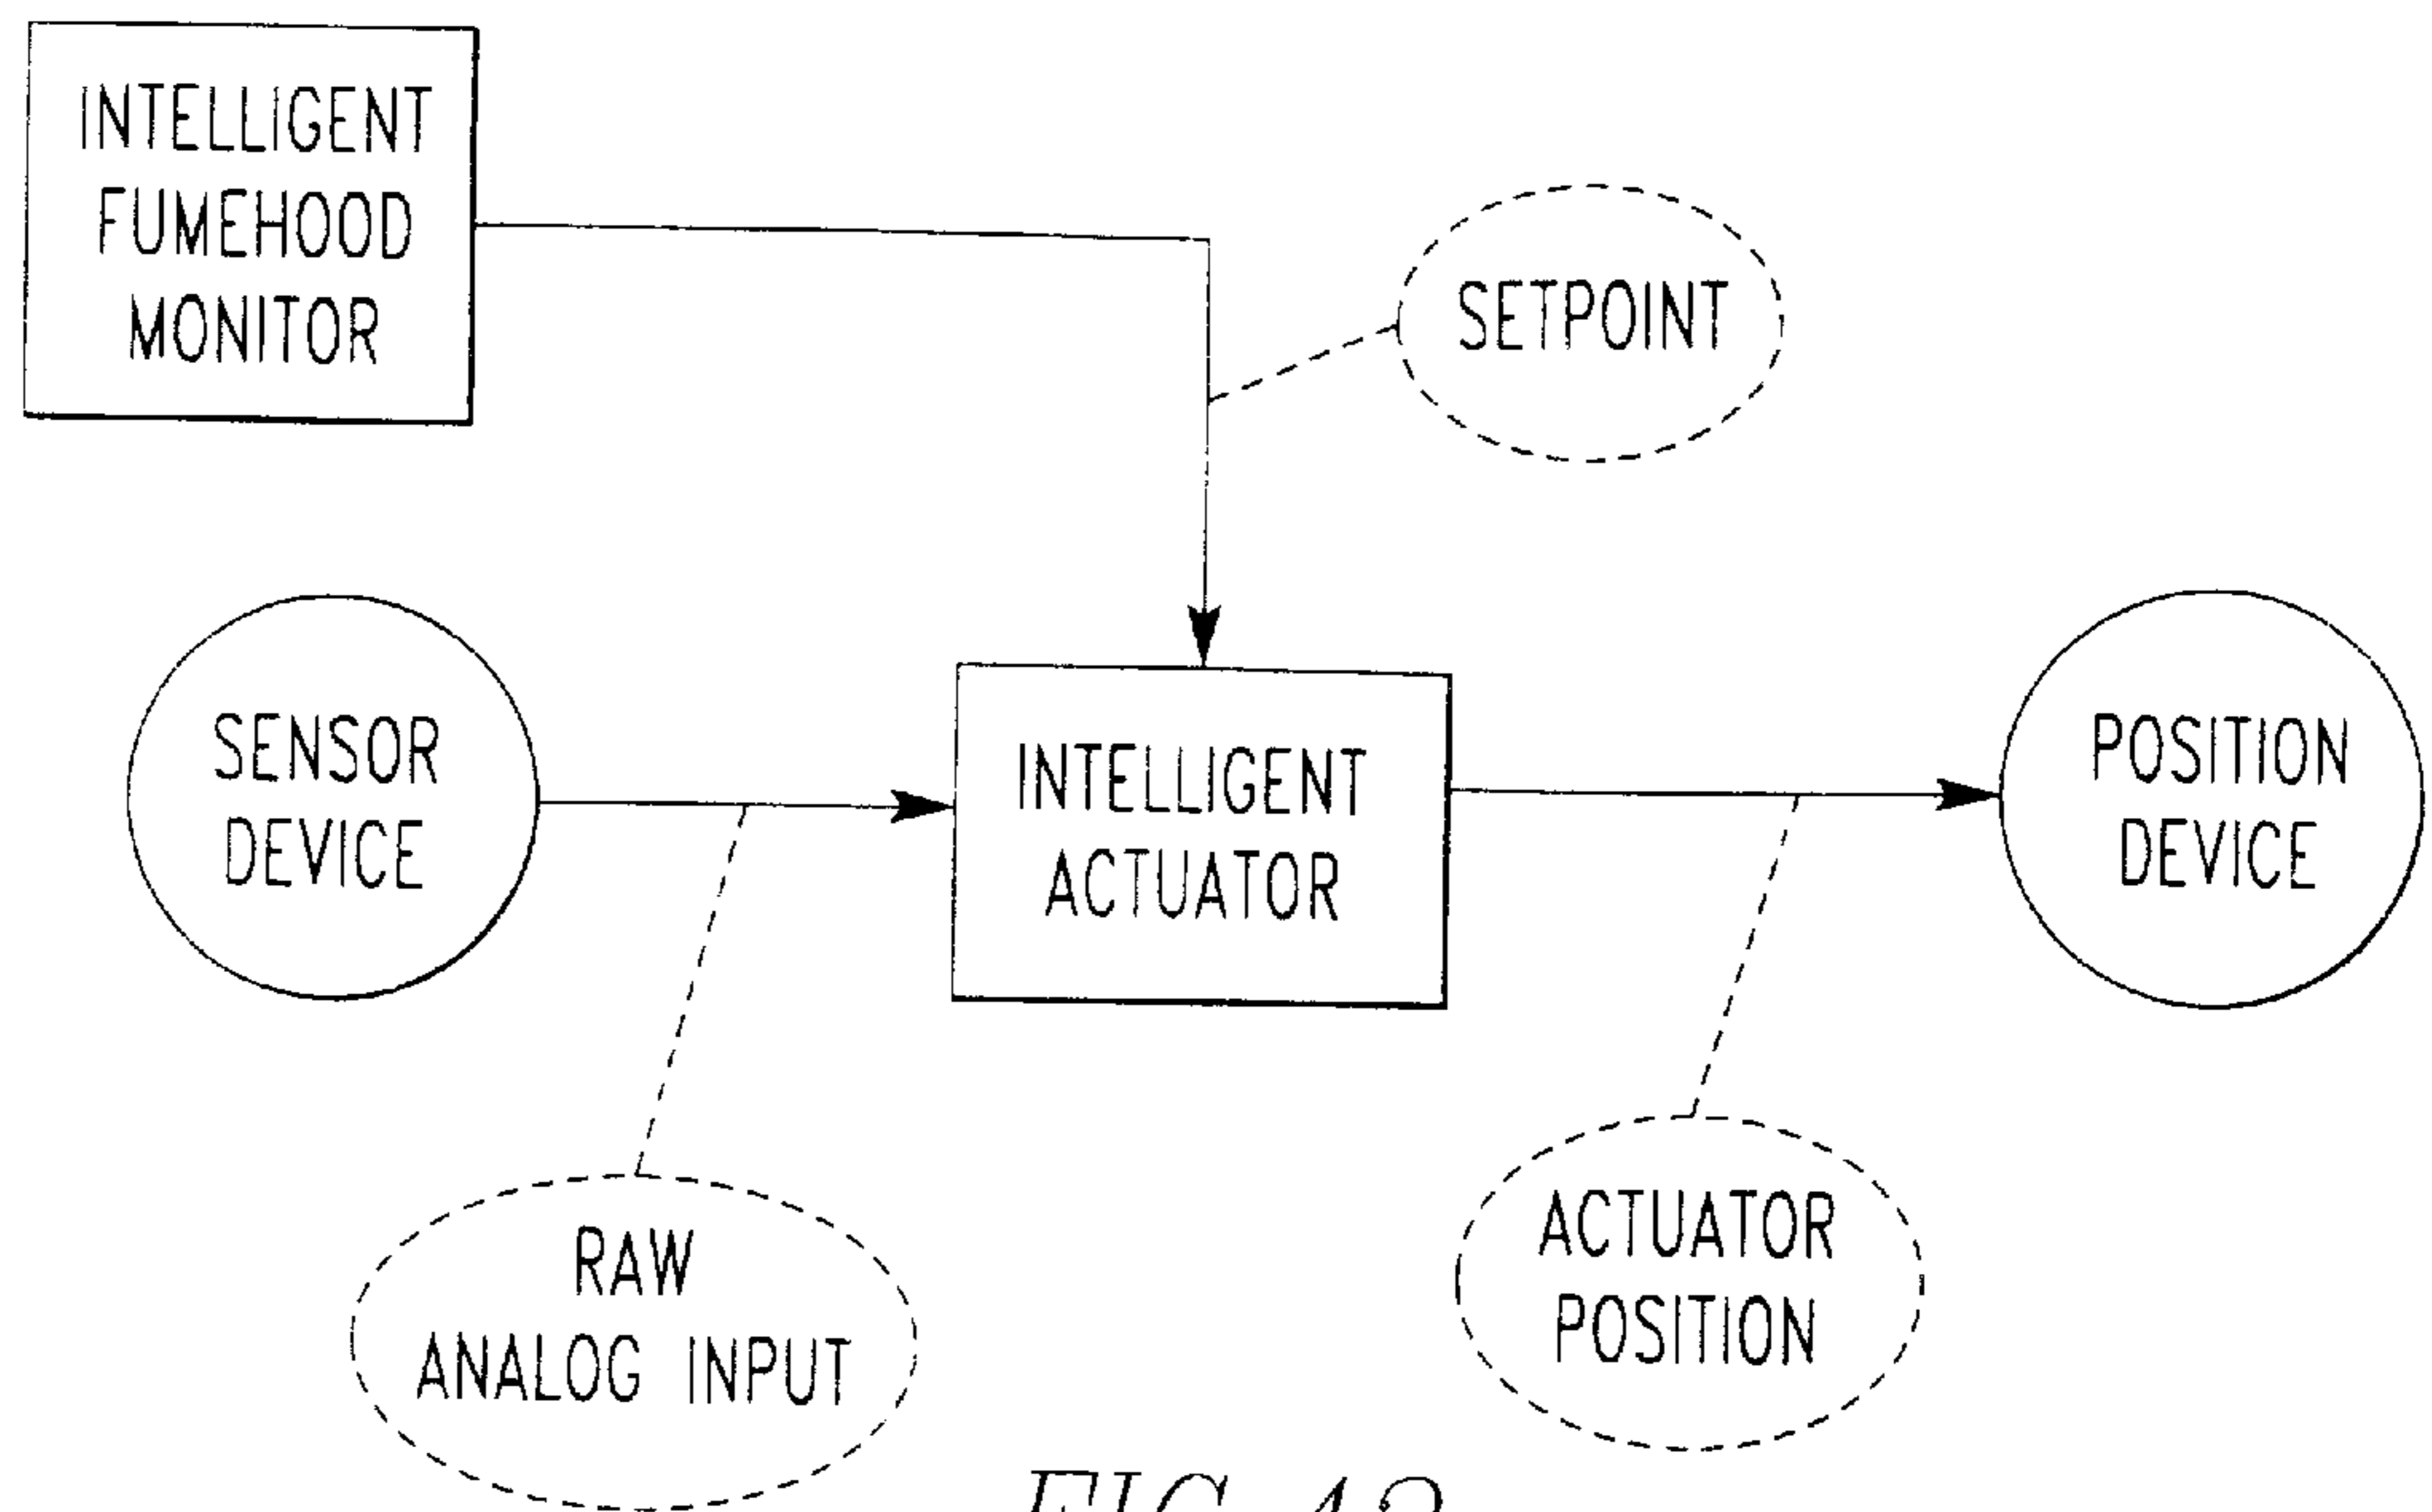 INTELLIGENT
FUMEHOOD
MONITOR
SETPOINT
SENSOR
DEVICE
INTELLIGENT
ACTUATOR
POSITION
DEVICE
RAW
ANALOG INPUT
ACTUATOR
POSITION